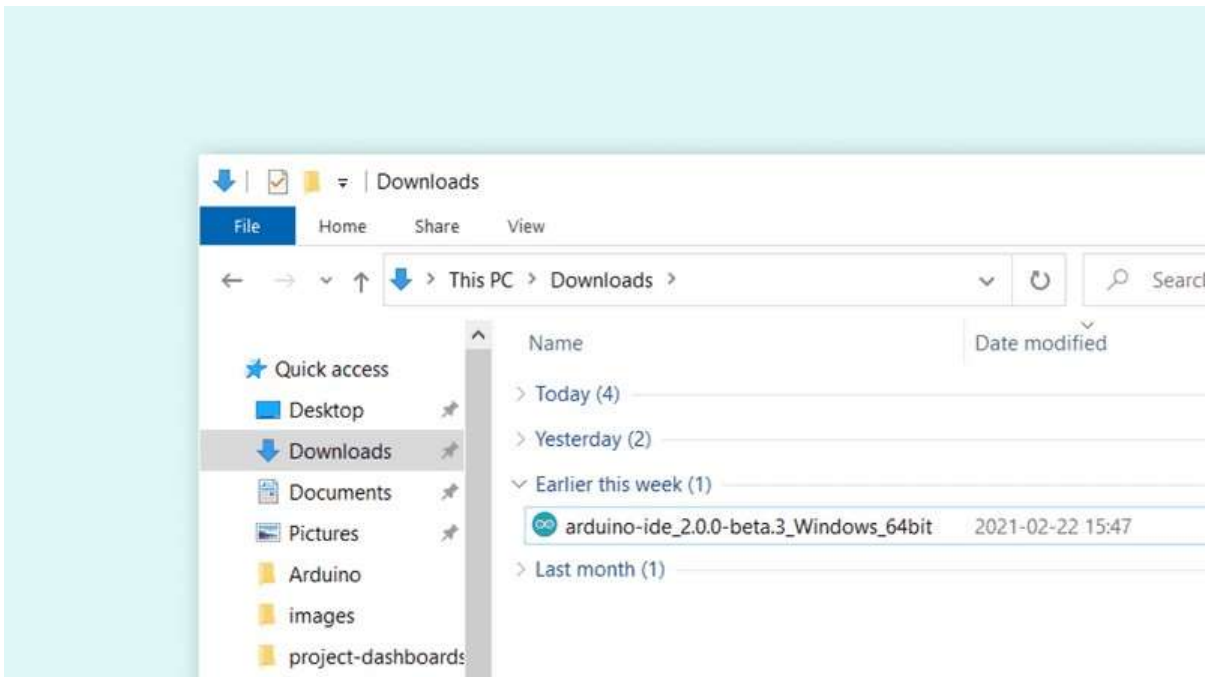 Downloads
File Home Share View
This PC > Downloads >
Name Date modified
Quick access
Desktop
Downloads
Documents
Pictures
Arduino
images
project-dashboards
Today (4)
Yesterday (2)
Earlier this week (1)
arduino-ide_2.0.0-beta.3_Windows_64bit 2021-02-22 15:47
Last month (1)